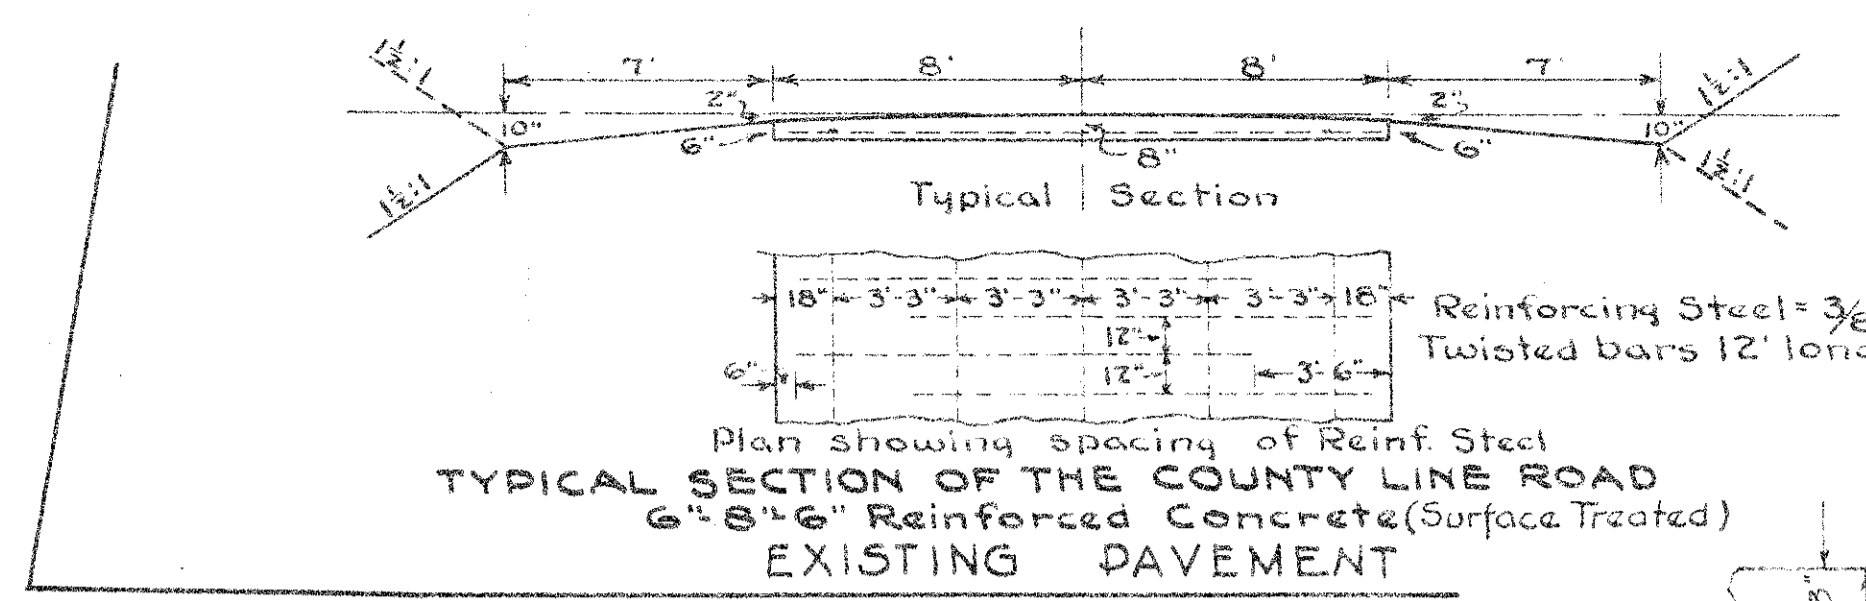 1½:1 7' 8' 8' 7' 1½:1
2" 2"
10" 10"
6" 8" 6"
1½:1 1½:1
Typical Section
18" 3'-3" 3'-3" 3'-3" 3'-3" 18"
Reinforcing Steel = 3/8
12"
Twisted bars 12' long
6" 12" 3'-6"
Plan showing spacing of Reinf. Steel
TYPICAL SECTION OF THE COUNTY LINE ROAD
6"-8"-6" Reinforced Concrete (Surface Treated)
EXISTING PAVEMENT